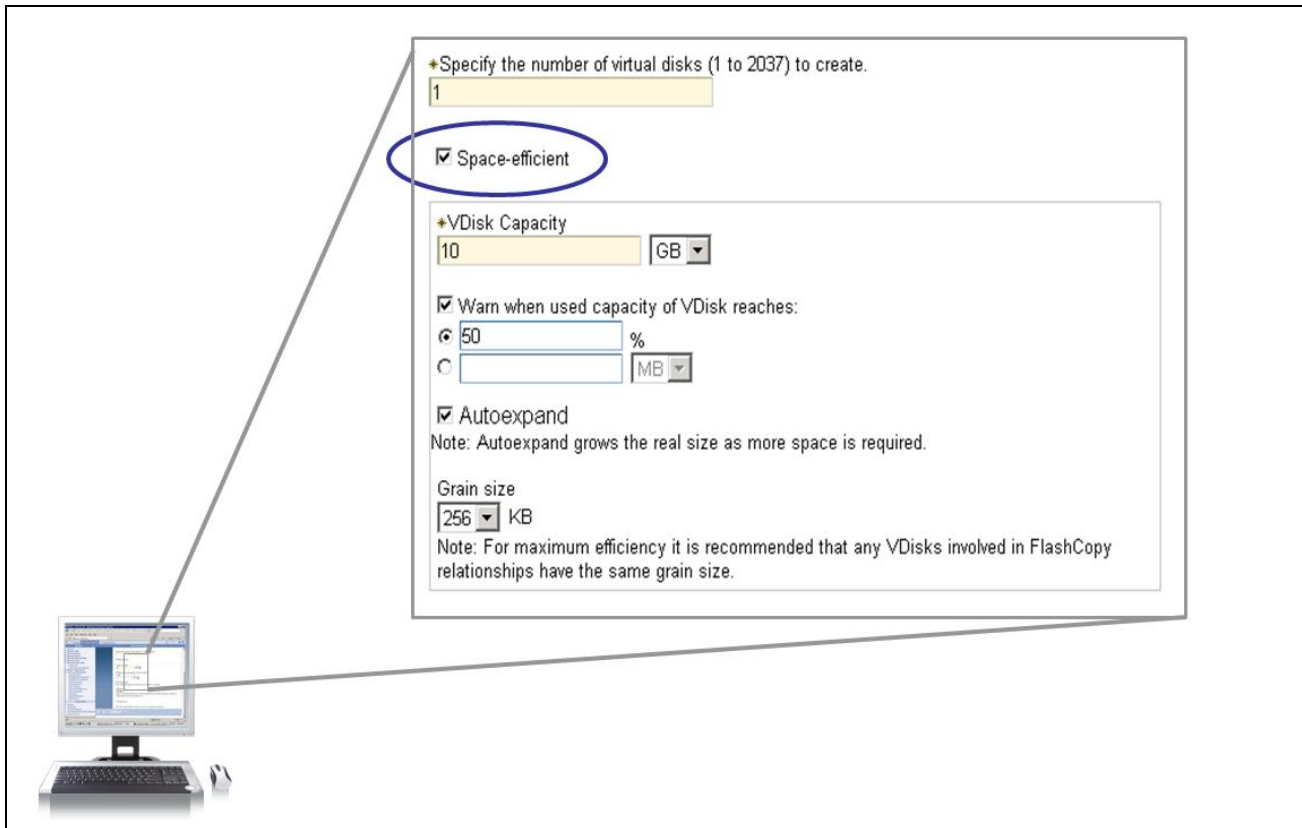 ✴Specify the number of virtual disks (1 to 2037) to create.
1
Space-efficient
✴VDisk Capacity
10 GB
Warn when used capacity of VDisk reaches:
50 %
MB
Autoexpand
Note: Autoexpand grows the real size as more space is required.
Grain size
256 KB
Note: For maximum efficiency it is recommended that any VDisks involved in FlashCopy
relationships have the same grain size.